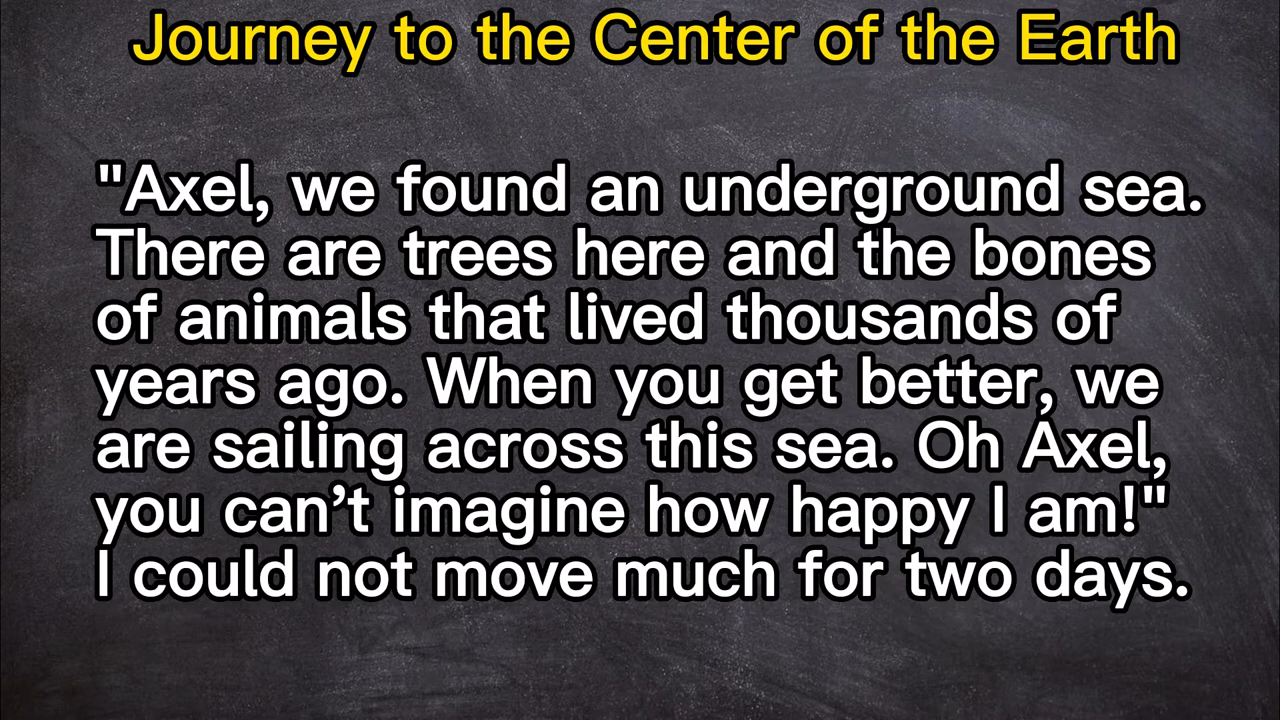 Journey to the Center of the Earth
"Axel, we found an underground sea.
There are trees here and the bones
of animals that lived thousands of
years ago. When you get better, we
are sailing across this sea. Oh Axel,
you can’t imagine how happy I am!"
I could not move much for two days.